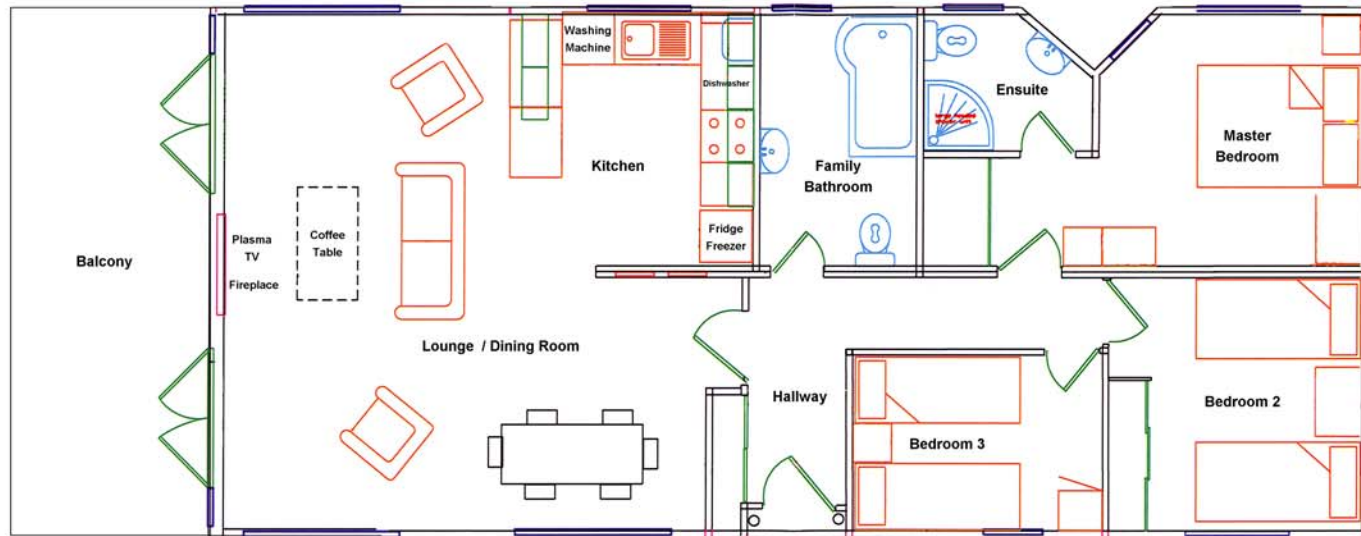 Washing
Machine
Dishwasher
Ensuite
Master
Bedroom
Kitchen
Family
Bathroom
Balcony
Plasma
TV
Fireplace
Coffee
Table
Fridge
Freezer
Lounge / Dining Room
Hallway
Bedroom 3
Bedroom 2